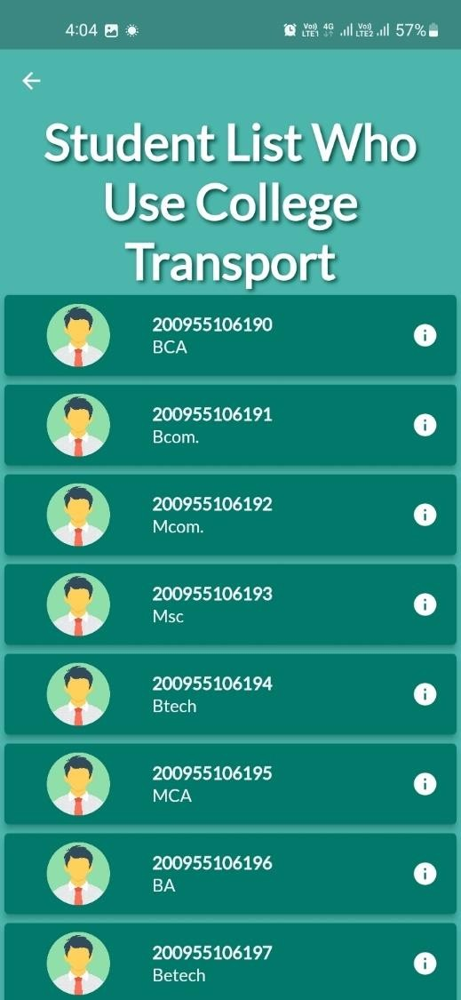 4:04 Vo)) LTE1 4G Vo)) LTE2 57%
Student List Who
Use College
Transport
200955106190
BCA
200955106191
Bcom.
200955106192
Mcom.
200955106193
Msc
200955106194
Btech
200955106195
MCA
200955106196
BA
200955106197
Betech